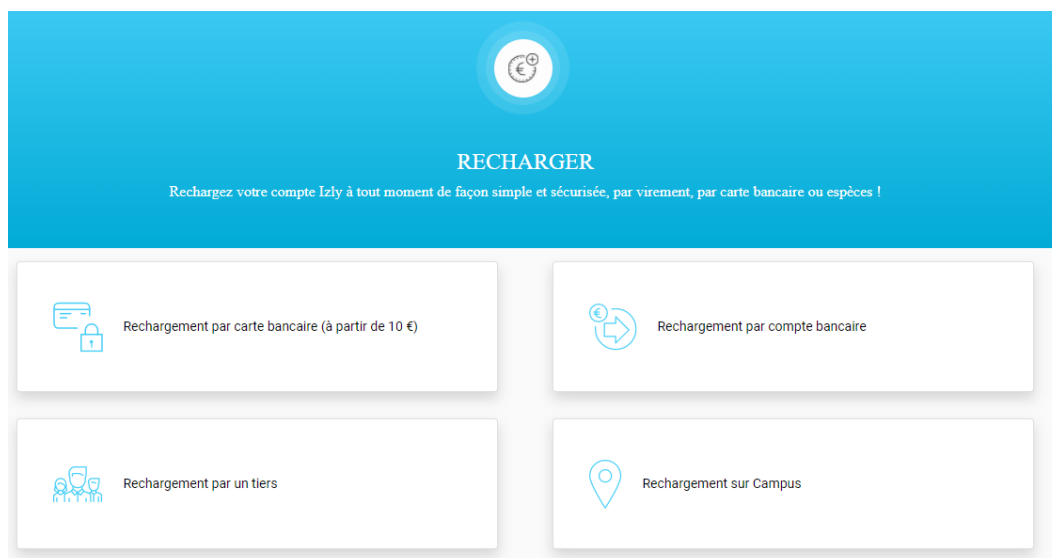 RECHARGER
Rechargez votre compte Izly à tout moment de façon simple et sécurisée, par virement, par carte bancaire ou espèces !
Rechargement par carte bancaire (à partir de 10 €)
Rechargement par compte bancaire
Rechargement par un tiers
Rechargement sur Campus